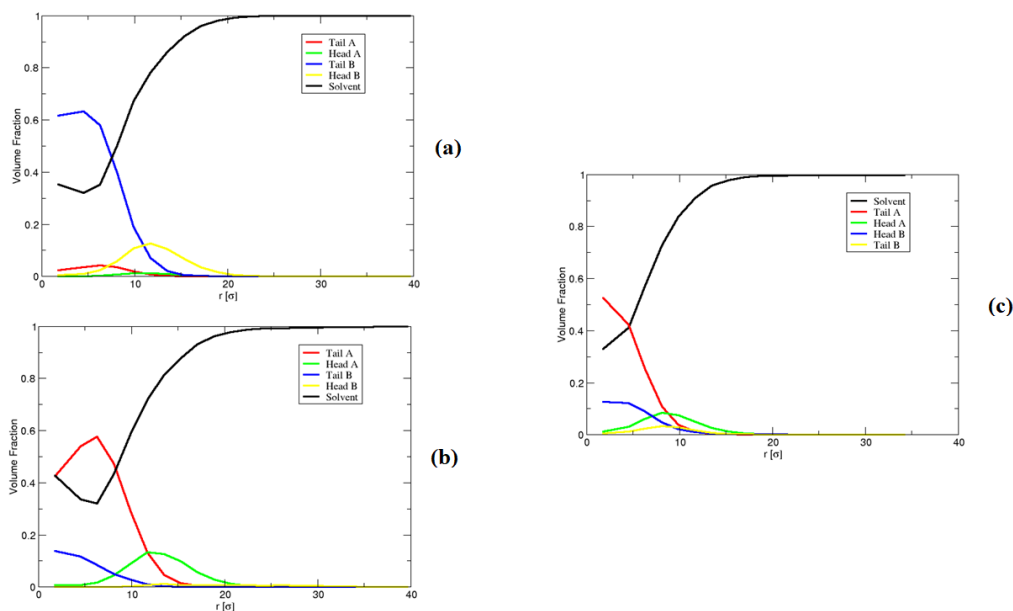 1
0.8
0.6
0.4
0.2
0
0 10 20 30 40
Volume Fraction
r [σ]
Tail A
Head A
Tail B
Head B
Solvent
(a)
1
0.8
0.6
0.4
0.2
0
0 10 20 30 40
Volume Fraction
r [σ]
Tail A
Head A
Tail B
Head B
Solvent
(b)
1
0.8
0.6
0.4
0.2
0
0 10 20 30 40
Volume Fraction
r [σ]
Solvent
Tail A
Head A
Head B
Tail B
(c)